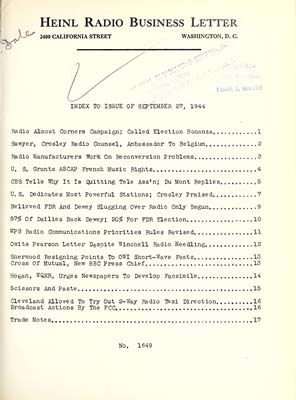 Gale
HEINL RADIO BUSINESS LETTER
2400 CALIFORNIA STREET WASHINGTON, D. C.
FRANK E. MULLEN
INDEX TO ISSUE OF SEPTEMBER 27, 1944
Radio Almost Corners Campaign; Called Election Bonanza............1
Sawyer, Crosley Radio Counsel, Ambassador To Belgium..............2
Radio Manufacturers Work On Reconversion Problems.................3
U. S. Grants ASCAP French Music Rights............................4
CBS Tells Why It Is Quitting Tele Ass'n; Du Mont Replies..........5
U.S. Dedicates Most Powerful Stations; Crosley Praised............7
Believed FDR And Dewey Slugging Over Radio Only Begun.............9
57% Of Dailies Back Dewey; 20% For FDR Election..................10
WPB Radio Communications Priorities Rules Revised................11
Omits Pearson Letter Despite Winchell Radio Needling.............12
Sherwood Resigning Points To OWI Short-Wave Posts................13
Cross Of Mutual, New BBC Press Chief.............................13
Hogan, WQXR, Urges Newspapers To Develop Facsimile...............14
Scissors And Paste...............................................15
Cleveland Allowed To Try Out 2-Way Radio Taxi Direction..........16
Broadcast Actions By The FCC.....................................16
Trade Notes......................................................17
No. 1649